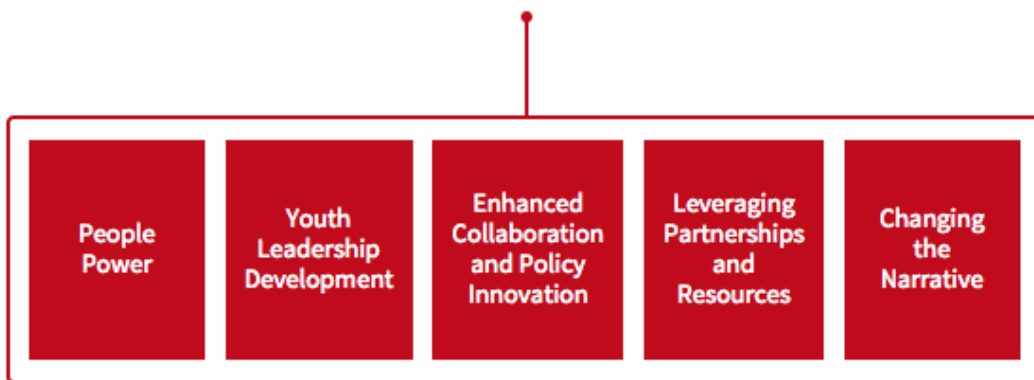 People
Power
Youth
Leadership
Development
Enhanced
Collaboration
and Policy
Innovation
Leveraging
Partnerships
and
Resources
Changing
the
Narrative